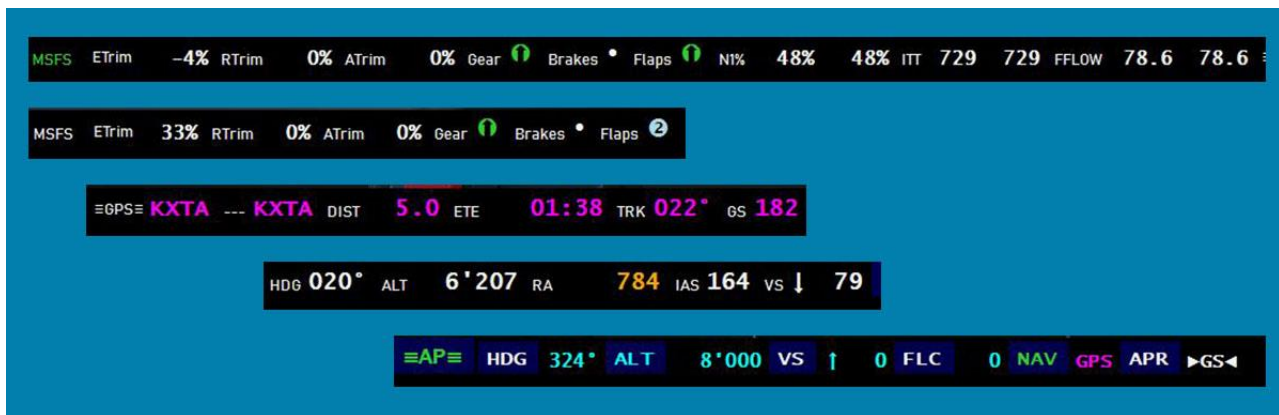 MSFS ETrim -4% RTrim 0% ATrim 0% Gear Brakes • Flaps N1% 48% 48% ITT 729 729 FFLOW 78.6 78.6
MSFS ETrim 33% RTrim 0% ATrim 0% Gear Brakes • Flaps 2
≡GPS≡ KXTA --- KXTA DIST 5.0 ETE 01:38 TRK 022° GS 182
HDG 020° ALT 6'207 RA 784 IAS 164 VS ↓ 79
≡AP≡ HDG 324° ALT 8'000 VS ↑ 0 FLC 0 NAV GPS APR ►GS◄